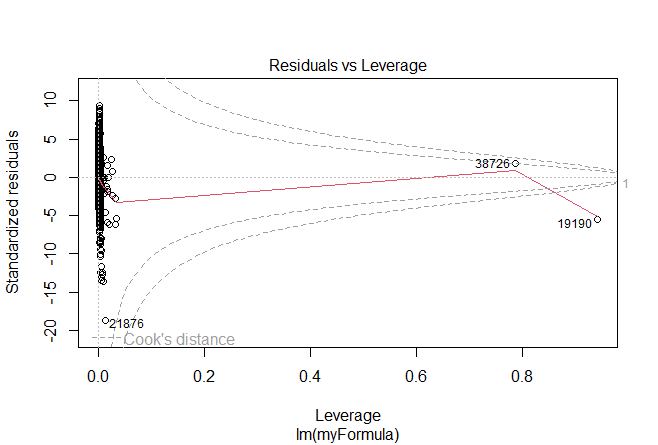 Residuals vs Leverage
Standardized residuals
10
5
0
-5
-10
-15
-20
38726
1
19190
21876
Cook's distance
0.0 0.2 0.4 0.6 0.8
Leverage
lm(myFormula)